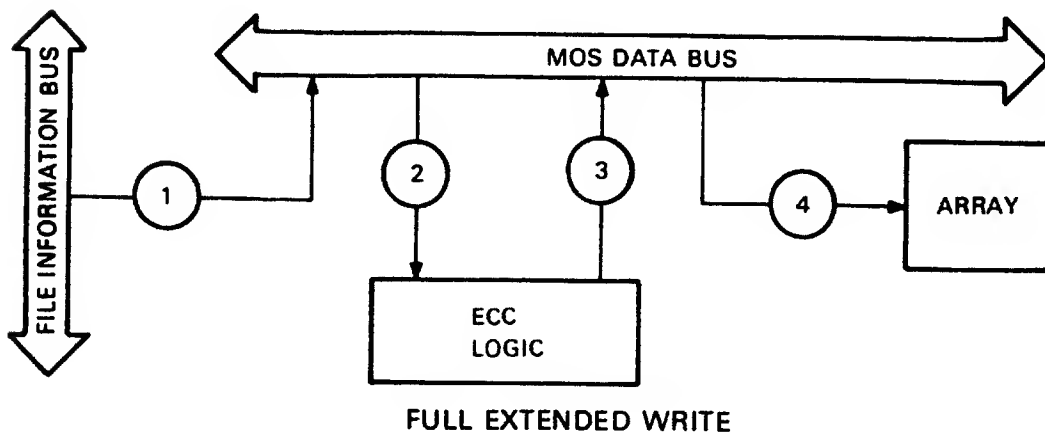 FILE INFORMATION BUS
MOS DATA BUS
1
2
3
4
ARRAY
ECC
LOGIC
FULL EXTENDED WRITE